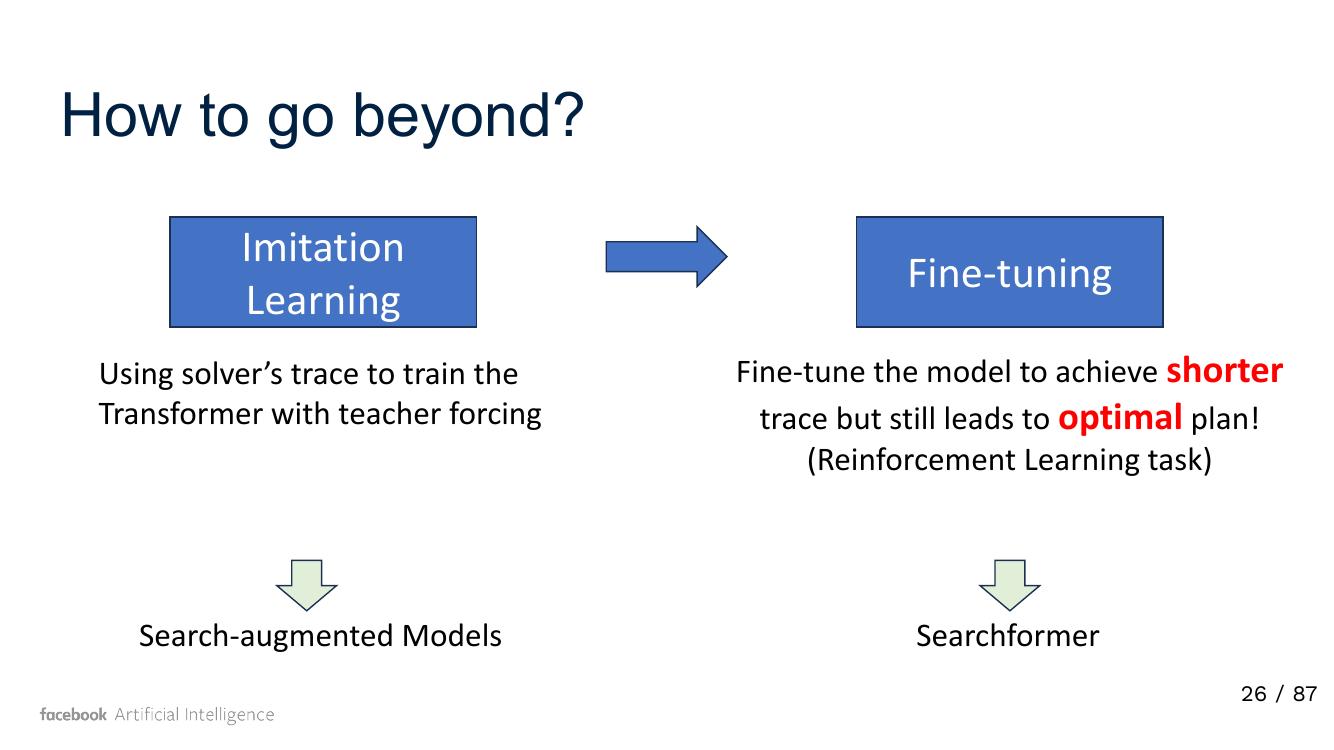 How to go beyond?
Imitation
Learning
Using solver’s trace to train the
Transformer with teacher forcing
Search-augmented Models
Fine-tuning
Fine-tune the model to achieve shorter
trace but still leads to optimal plan!
(Reinforcement Learning task)
Searchformer
26 / 87
facebook Artificial Intelligence